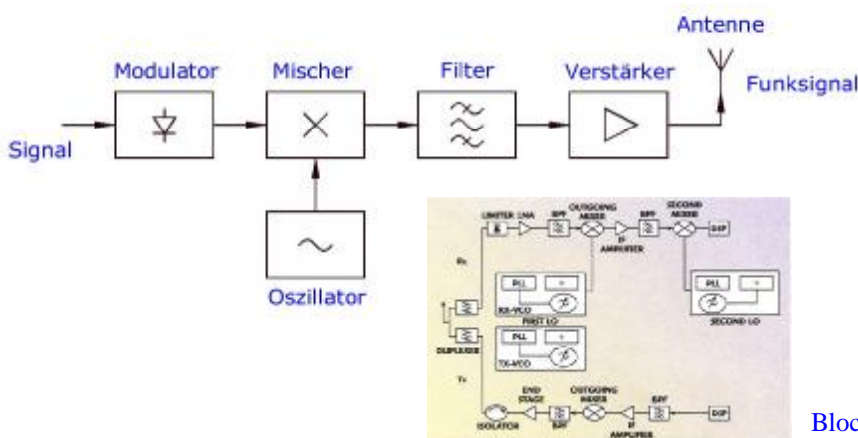 Antenne
Modulator Mischer Filter Verstärker
Funksignal
Signal
Oszillator
OUTGOING MIXER SECOND MIXER
LIMITER LNA BPF BPF DSP
IF AMPLIFIER
Rx
PLL PLL
RX-VCO
FIRST LO SECOND LO
PLL
DUPLEXER TX-VCO
Tx
END STAGE OUTGOING MIXER BPF
ISOLATOR BPF IF AMPLIFIER DSP
Bloc